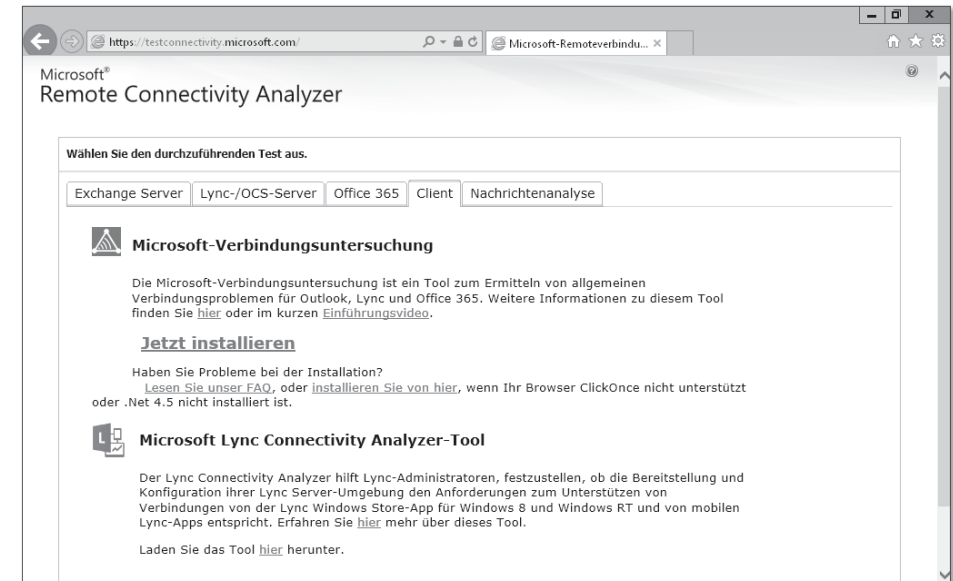 https://testconnectivity.microsoft.com/
Microsoft-Remoteverbindu...
Microsoft®
Remote Connectivity Analyzer
Wählen Sie den durchzuführenden Test aus.
Exchange Server Lync-/OCS-Server Office 365 Client Nachrichtenanalyse
Microsoft-Verbindungsuntersuchung
Die Microsoft-Verbindungsuntersuchung ist ein Tool zum Ermitteln von allgemeinen
Verbindungsproblemen für Outlook, Lync und Office 365. Weitere Informationen zu diesem Tool
finden Sie hier oder im kurzen Einführungsvideo.
Jetzt installieren
Haben Sie Probleme bei der Installation?
Lesen Sie unser FAQ, oder installieren Sie von hier, wenn Ihr Browser ClickOnce nicht unterstützt
oder .Net 4.5 nicht installiert ist.
Microsoft Lync Connectivity Analyzer-Tool
Der Lync Connectivity Analyzer hilft Lync-Administratoren, festzustellen, ob die Bereitstellung und
Konfiguration ihrer Lync Server-Umgebung den Anforderungen zum Unterstützen von
Verbindungen von der Lync Windows Store-App für Windows 8 und Windows RT und von mobilen
Lync-Apps entspricht. Erfahren Sie hier mehr über dieses Tool.
Laden Sie das Tool hier herunter.